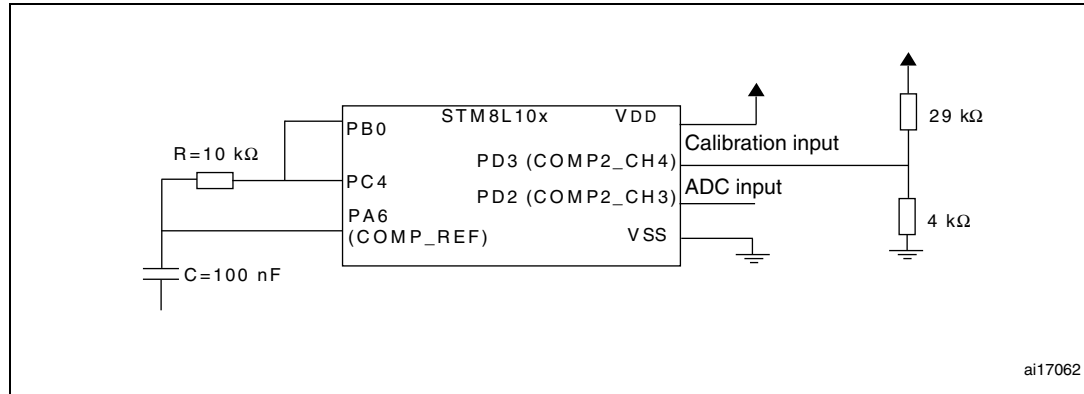 STM8L10x
VDD
PB0
Calibration input
29 kΩ
R=10 kΩ
PD3 (COMP2_CH4)
PC4
ADC input
PD2 (COMP2_CH3)
PA6
(COMP_REF)
4 kΩ
VSS
C=100 nF
ai17062